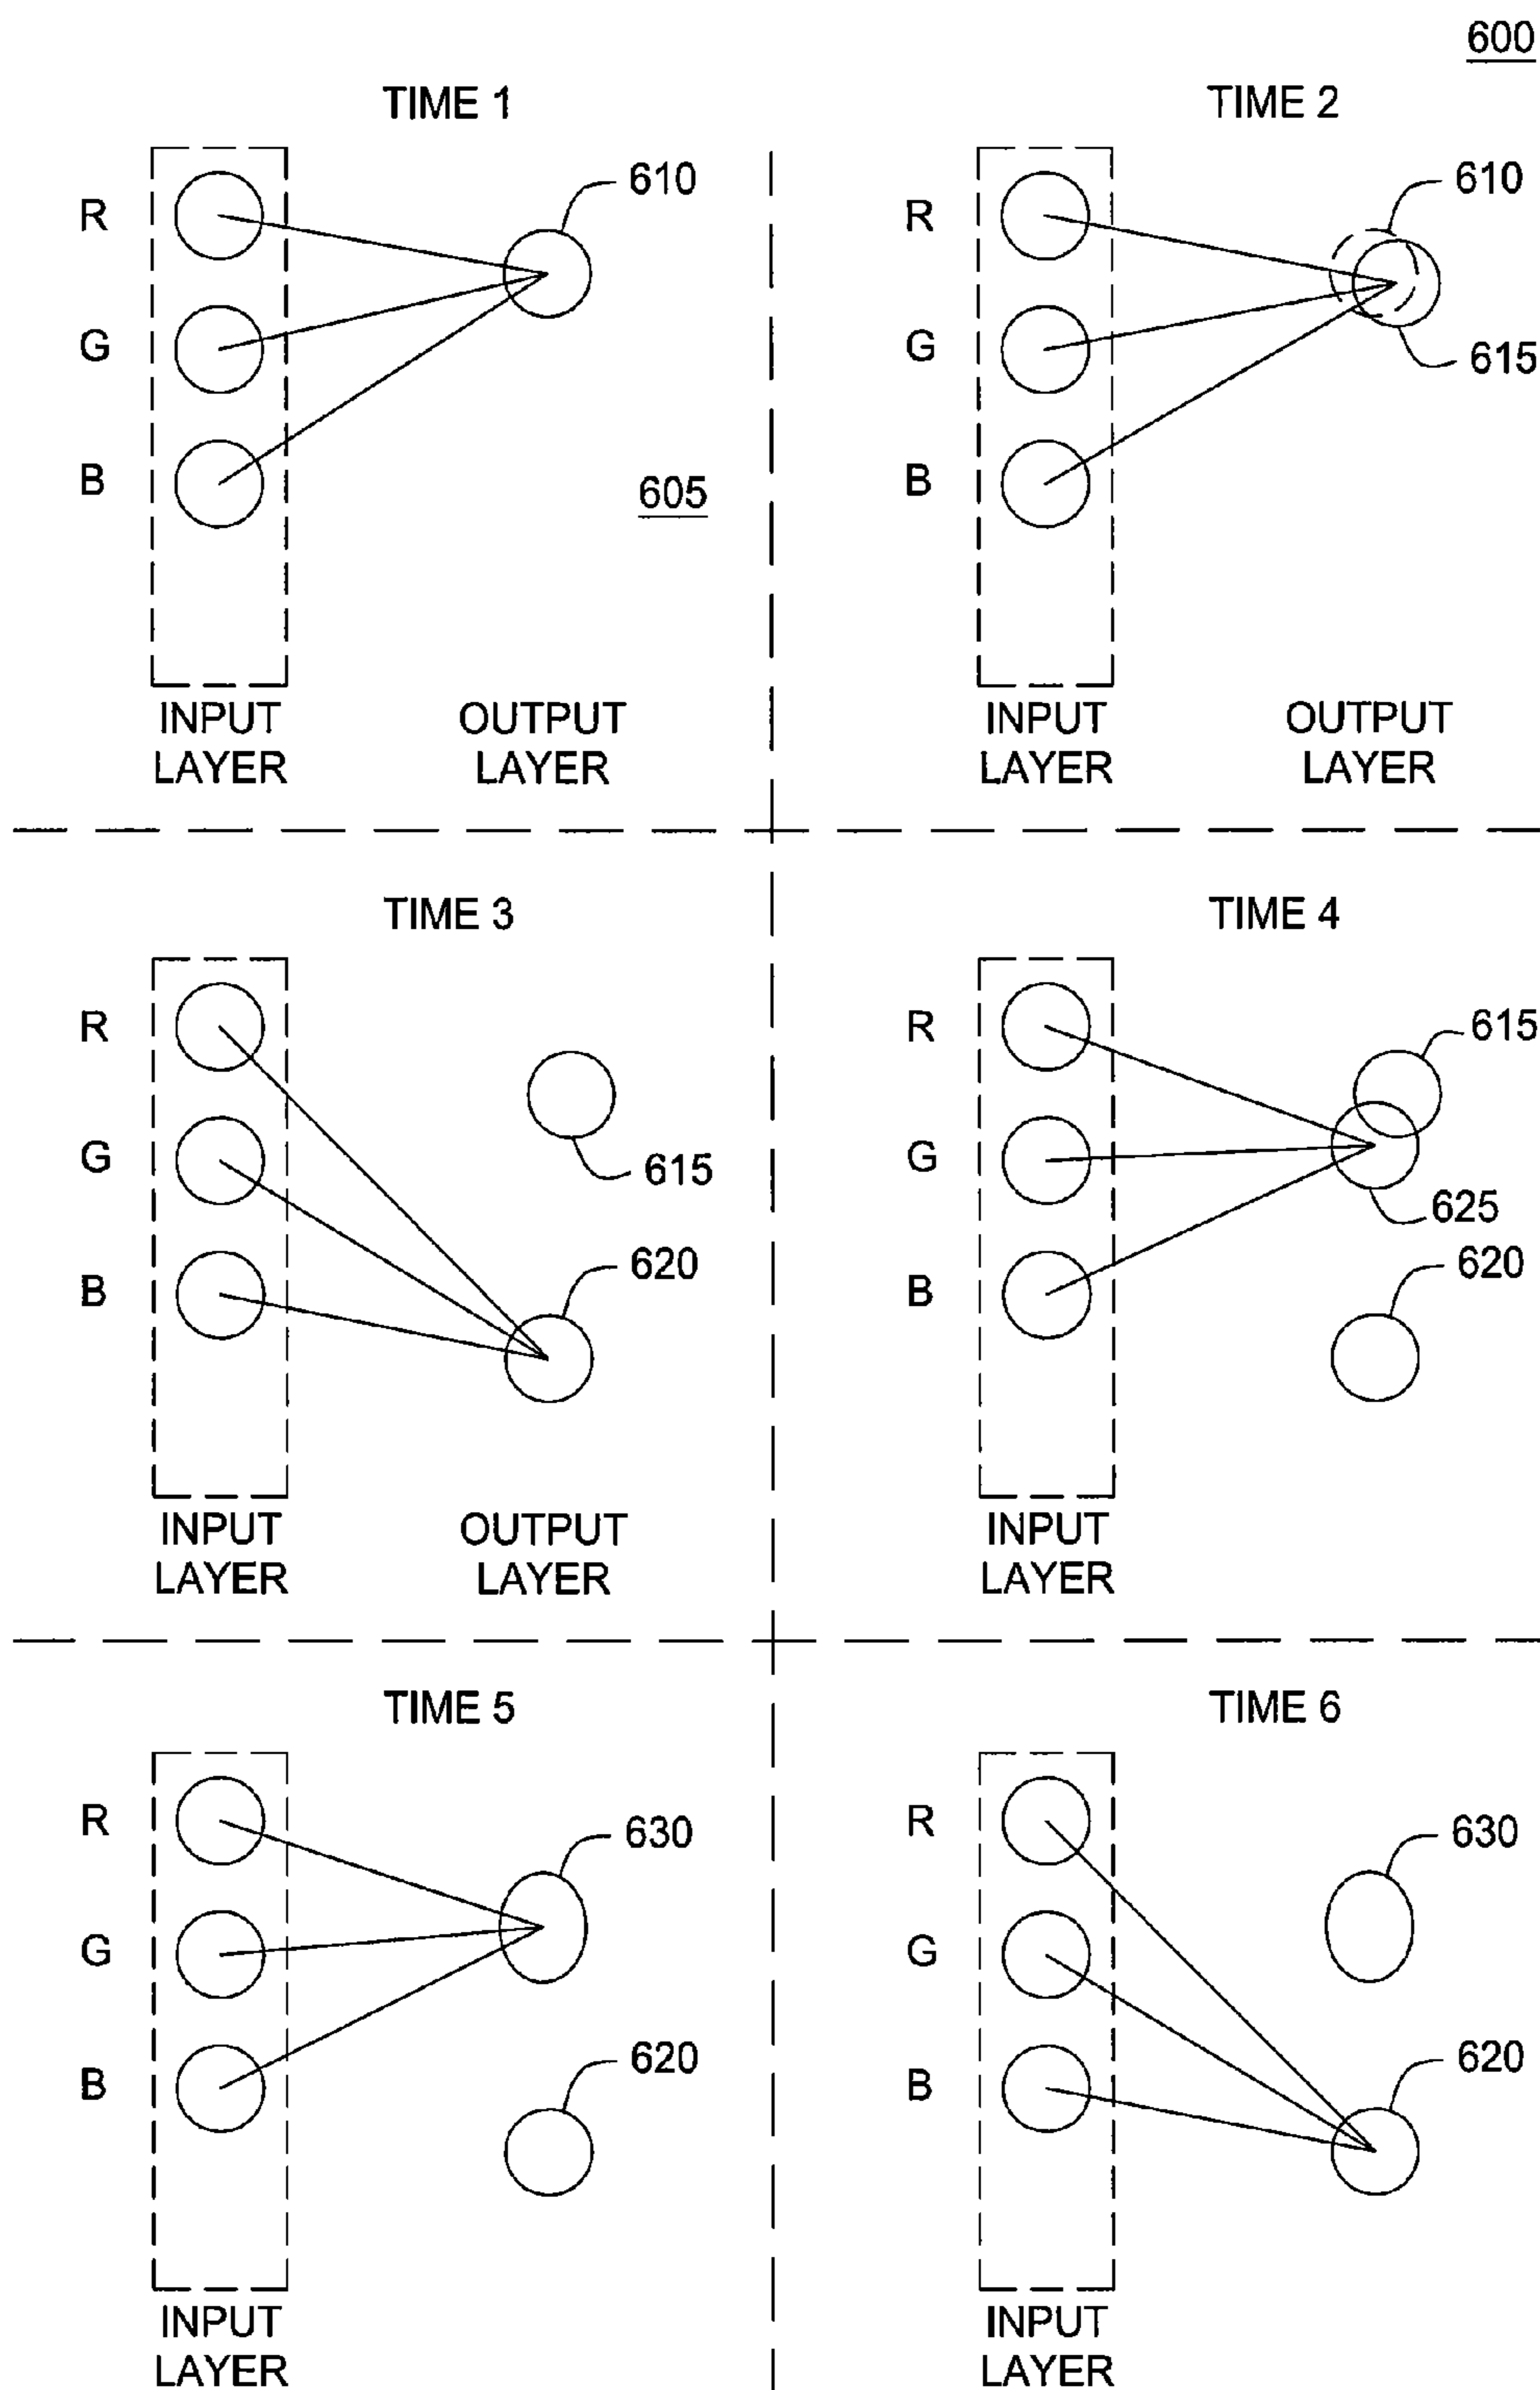 600
TIME 1
R
G
B
610
605
INPUT
LAYER
OUTPUT
LAYER
TIME 2
R
G
B
610
615
INPUT
LAYER
OUTPUT
LAYER
TIME 3
R
G
B
615
620
INPUT
LAYER
OUTPUT
LAYER
TIME 4
R
G
B
615
625
620
INPUT
LAYER
TIME 5
R
G
B
630
620
INPUT
LAYER
TIME 6
R
G
B
630
620
INPUT
LAYER